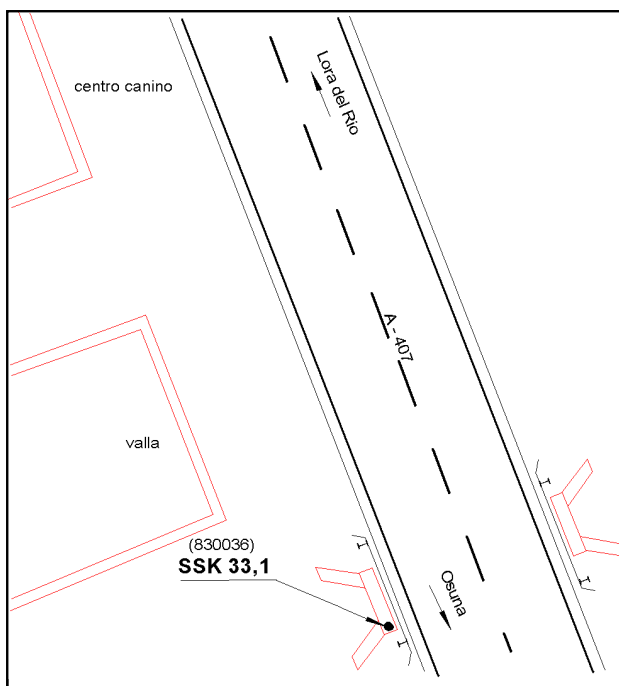 centro canino
Lora del Rio
A - 407
valla
(830036)
SSK 33,1
Osuna